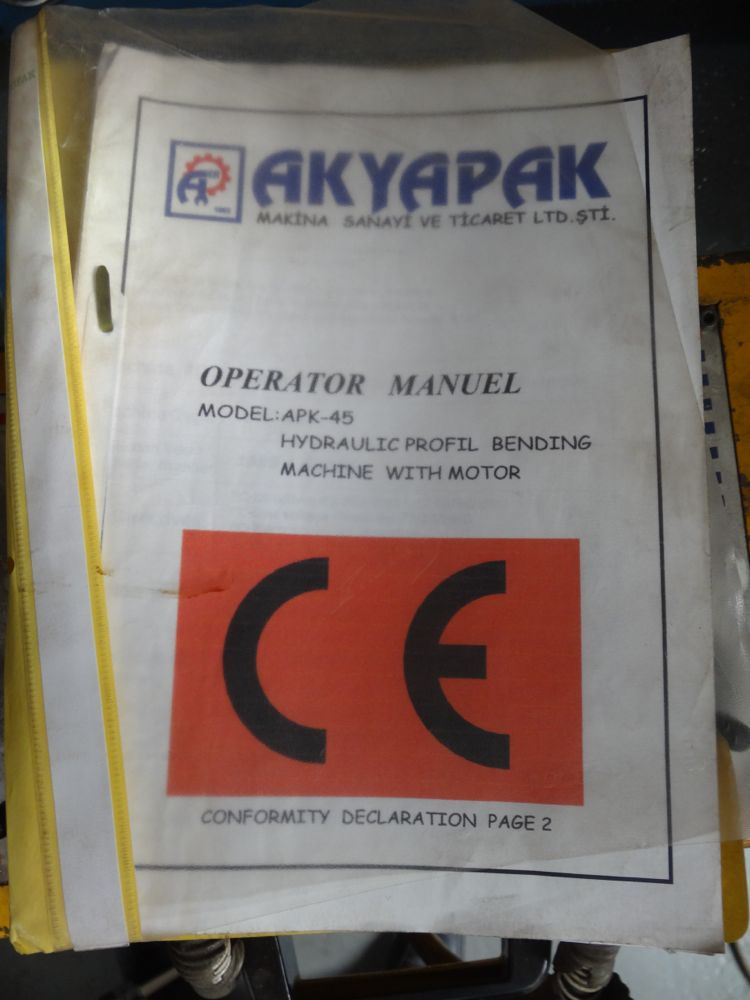 AKYAPAK
MAKİNA SANAYİ VE TİCARET LTD.ŞTİ.
OPERATOR MANUEL
MODEL:APK-45
HYDRAULIC PROFIL BENDING
MACHINE WITH MOTOR
CE
CONFORMITY DECLARATION PAGE 2